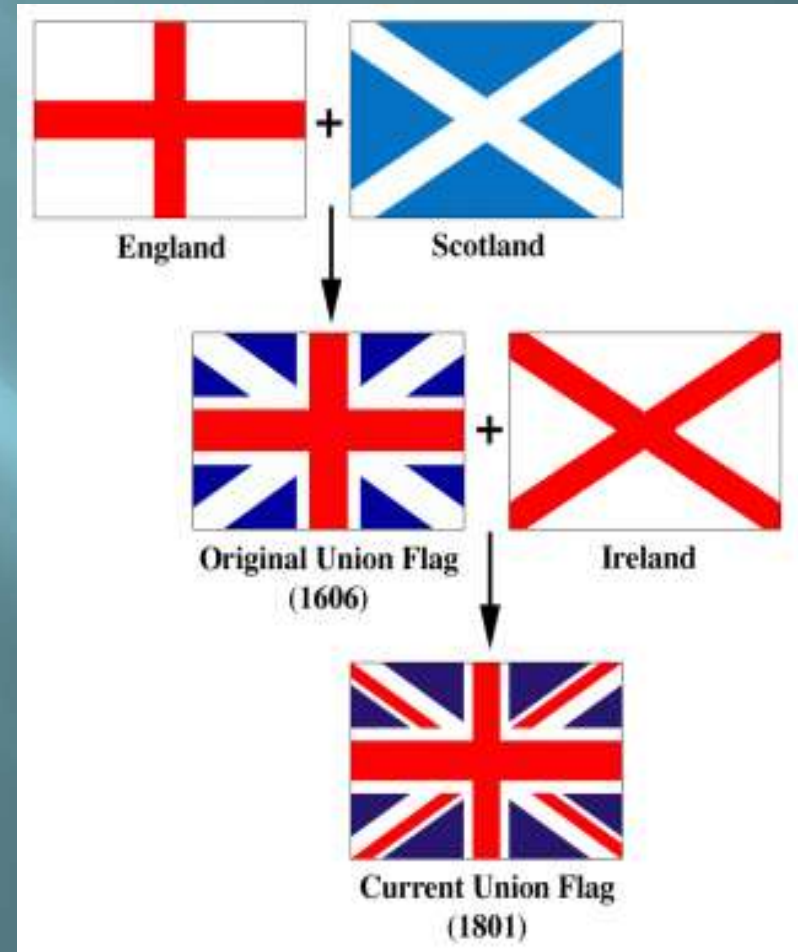 +
England
Scotland
+
Original Union Flag
(1606)
Ireland
Current Union Flag
(1801)